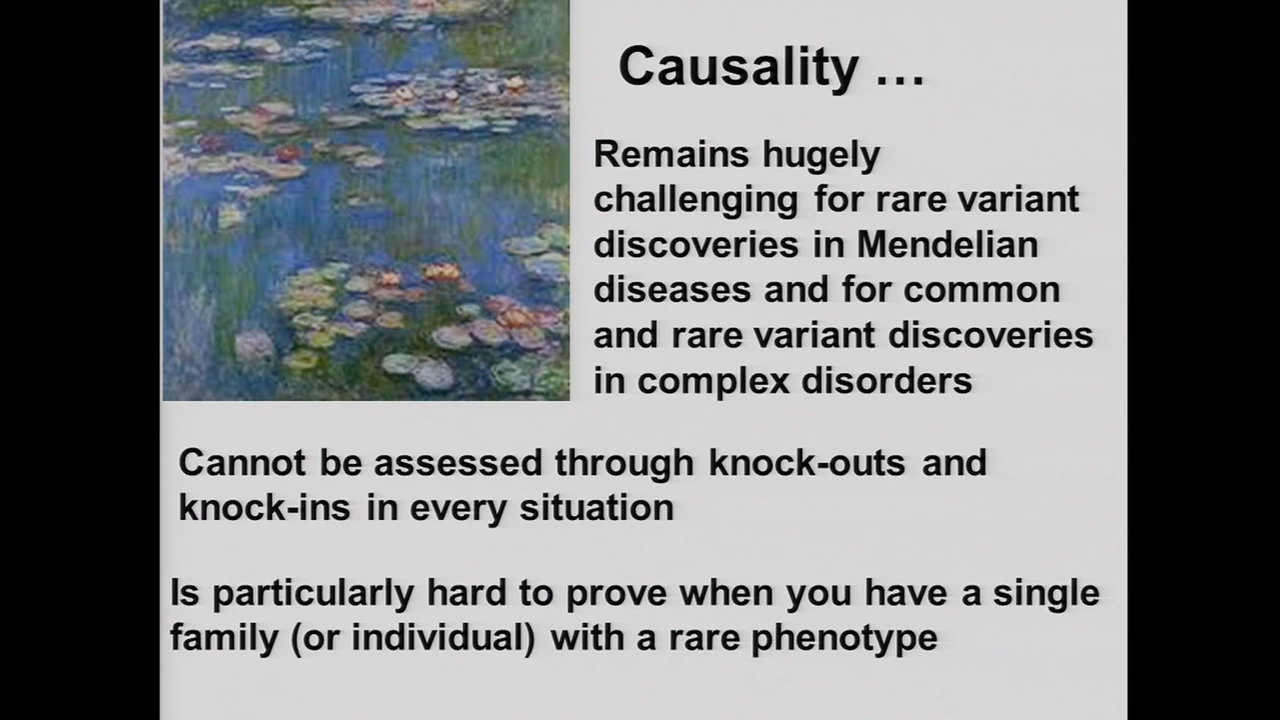 Causality …
Remains hugely
challenging for rare variant
discoveries in Mendelian
diseases and for common
and rare variant discoveries
in complex disorders
Cannot be assessed through knock-outs and
knock-ins in every situation
Is particularly hard to prove when you have a single
family (or individual) with a rare phenotype